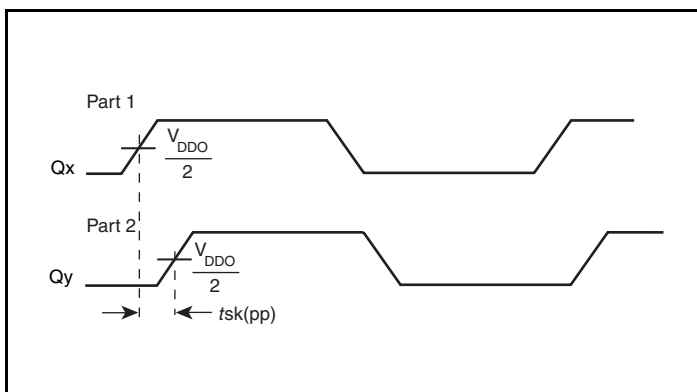 Part 1
V_DDO
2
Qx
Part 2
V_DDO
2
Qy
tsk(pp)